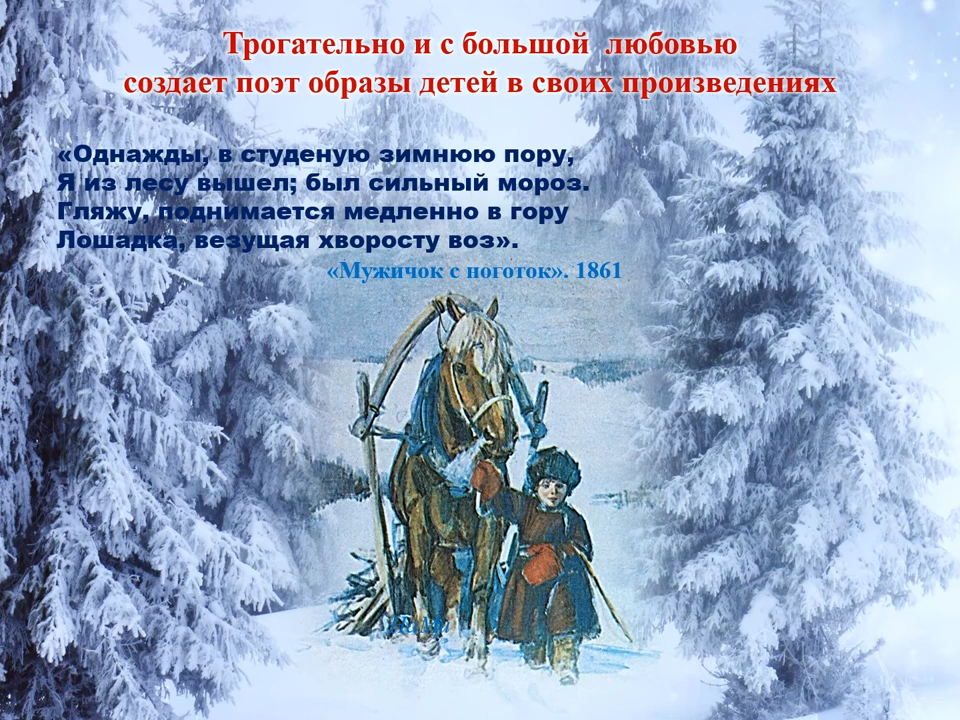 Трогательно и с большой любовью
создает поэт образы детей в своих произведениях
«Однажды, в студеную зимнюю пору,
Я из лесу вышел; был сильный мороз.
Гляжу, поднимается медленно в гору
Лошадка, везущая хворосту воз».
«Мужичок с ноготок». 1861